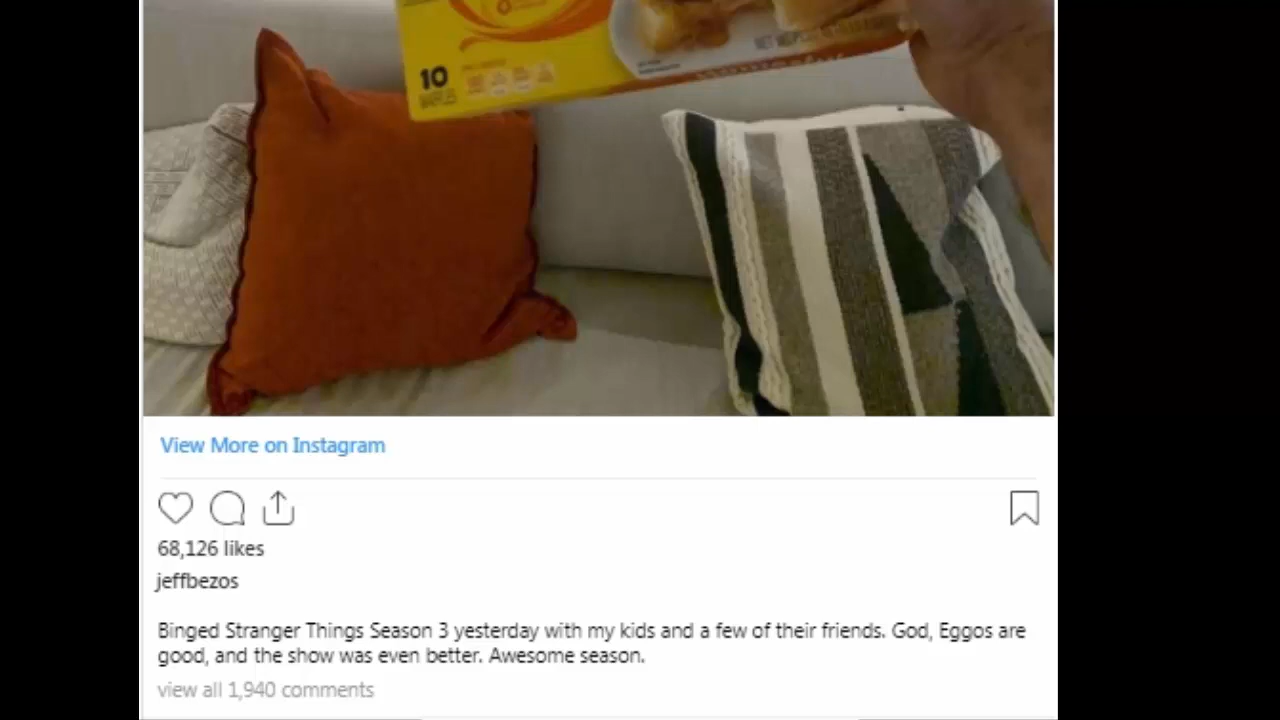 10
NET
View More on Instagram
68,126 likes
jeffbezos
Binged Stranger Things Season 3 yesterday with my kids and a few of their friends. God, Eggos are
good, and the show was even better. Awesome season.
view all 1,940 comments